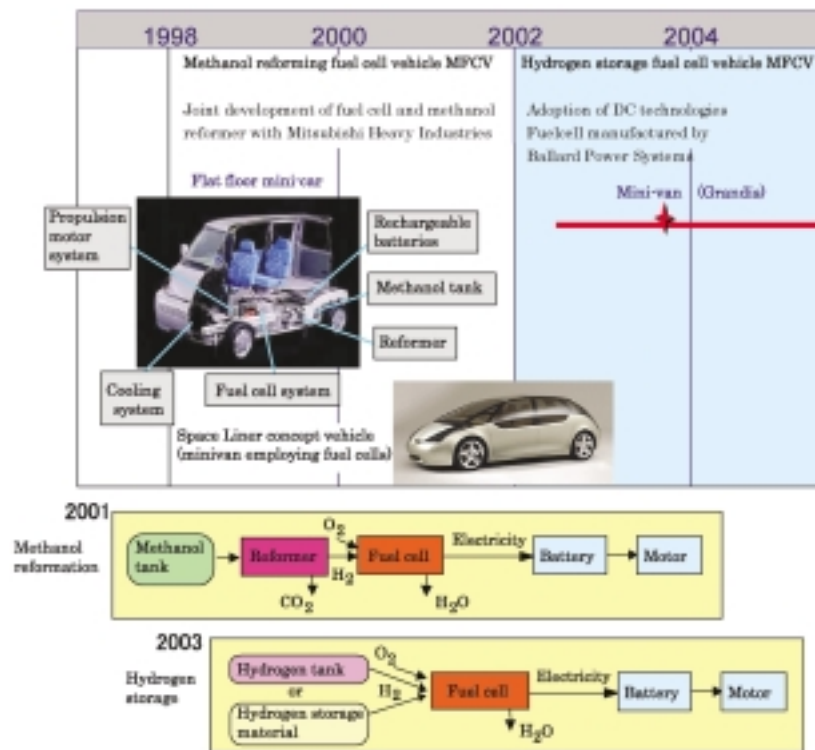 1998 2000 2002 2004
Methanol reforming fuel cell vehicle MFCV
Hydrogen storage fuel cell vehicle MFCV
Joint development of fuel cell and methanol
reformer with Mitsubishi Heavy Industries
Adoption of DC technologies
Fuelcell manufactured by
Ballard Power Systems
Flat floor mini-car
Mini-van (Grandia)
Propulsion
motor
system
Rechargeable
batteries
Methanol tank
Reformer
Cooling
system
Fuel cell system
Space Liner concept vehicle
(minivan employing fuel cells)
2001
Methanol
reformation
Methanol
tank
Reformer
O2
H2
CO2
Fuel cell
H2O
Electricity
Battery
Motor
2003
Hydrogen
storage
Hydrogen tank
or
Hydrogen storage
material
O2
H2
Fuel cell
H2O
Electricity
Battery
Motor